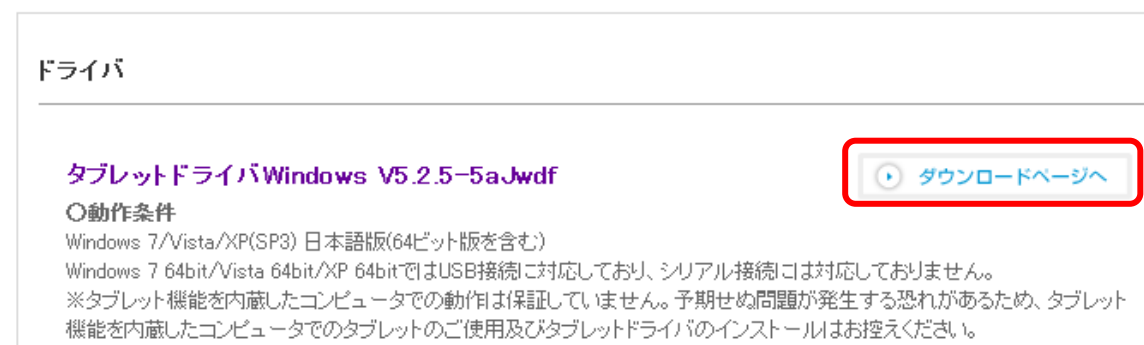 ドライバ
タブレットドライバWindows V5.2.5-5aJwdf
ダウンロードページへ
〇動作条件
Windows 7/Vista/XP(SP3) 日本語版(64ビット版を含む)
Windows 7 64bit/Vista 64bit/XP 64bitではUSB接続に対応しており、シリアル接続には対応しておりません。
※タブレット機能を内蔵したコンピュータでの動作は保証していません。予期せぬ問題が発生する恐れがあるため、タブレット
機能を内蔵したコンピュータでのタブレットのご使用及びタブレットドライバのインストールはお控えください。